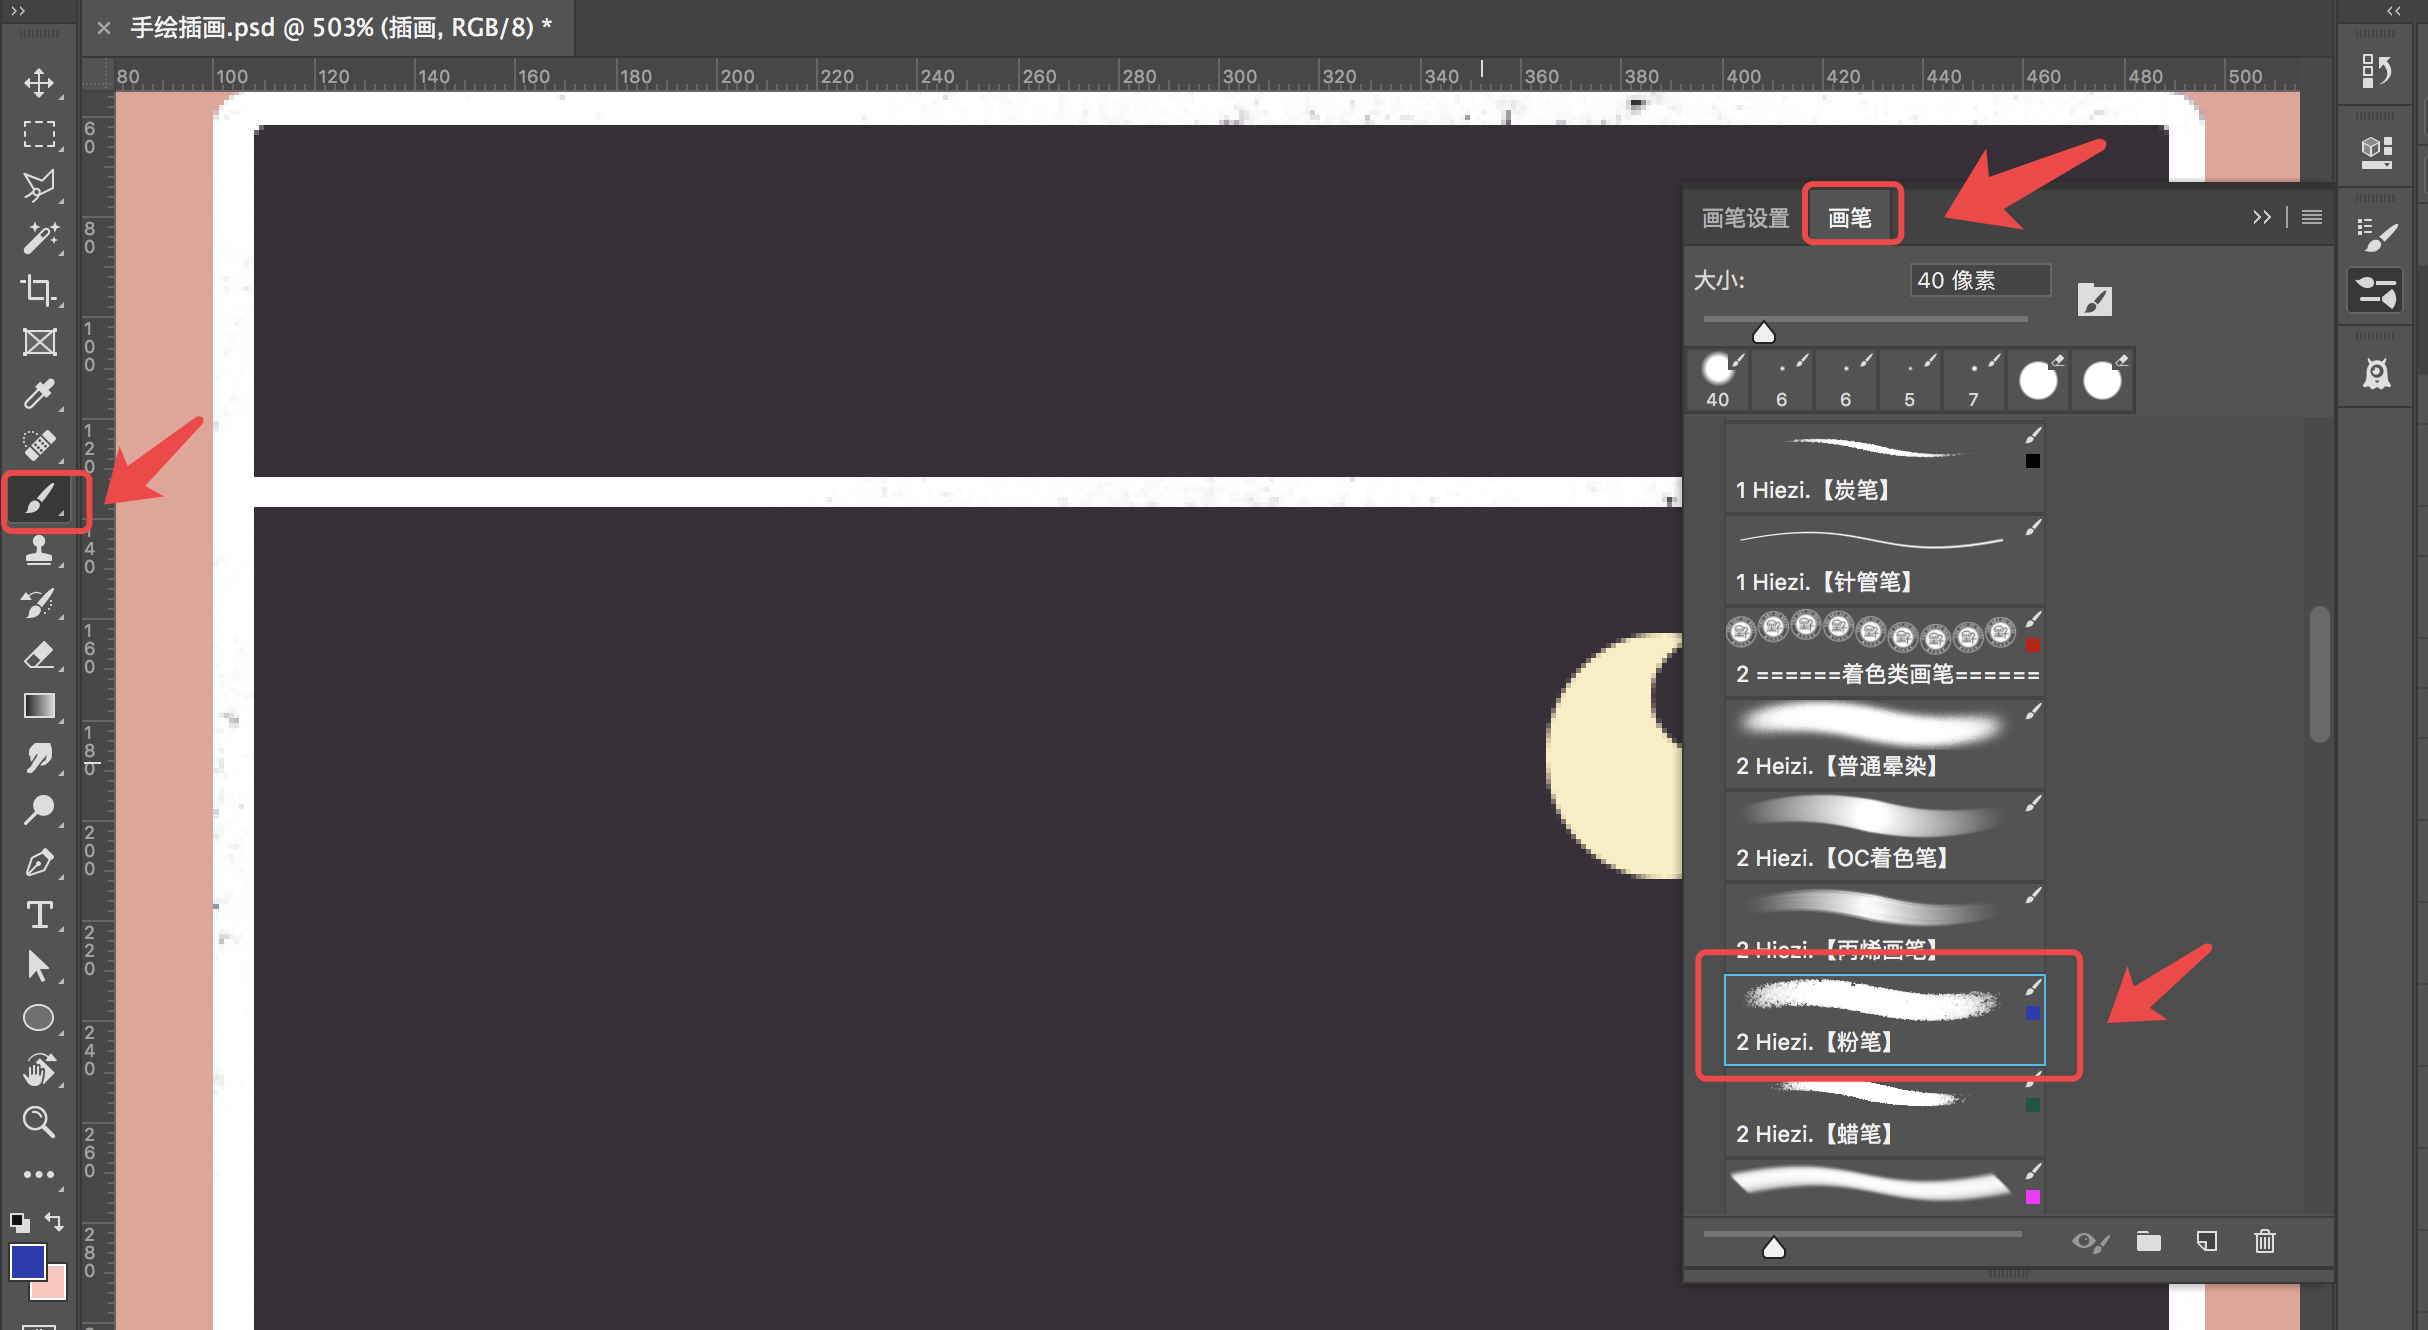 手绘插画.psd @ 503% (插画, RGB/8) *
80 100 120 140 160 180 200 220 240 260 280 300 320 340 360 380 400 420 440 460 480 500
60
80
100
120
140
160
180
200
220
240
260
280
画笔设置 画笔
大小: 40 像素
40 6 6 5 7
1 Hiezi.【炭笔】
1 Hiezi.【针管笔】
2 ======着色类画笔======
2 Heizi.【普通晕染】
2 Hiezi.【OC着色笔】
2 Hiezi.【丙烯画笔】
2 Hiezi.【粉笔】
2 Hiezi.【蜡笔】